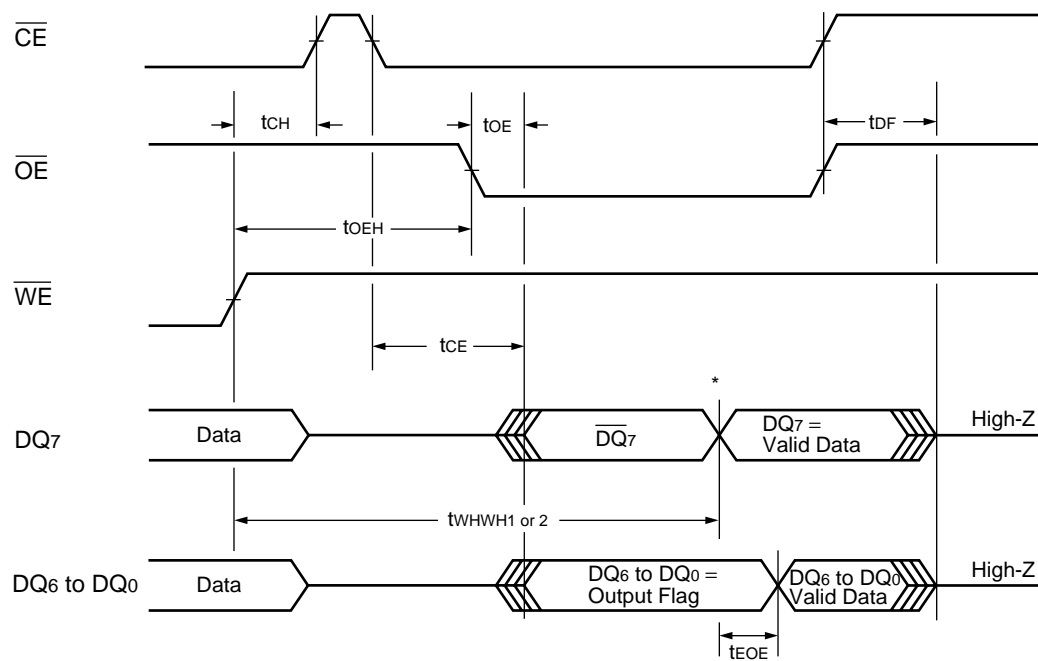 CE
tCH
tOE
tDF
OE
tOEH
WE
tCE
*
DQ7
Data
DQ7
DQ7 =
Valid Data
High-Z
tWHWH1 or 2
DQ6 to DQ0
Data
DQ6 to DQ0 =
Output Flag
DQ6 to DQ0
Valid Data
High-Z
tEOE